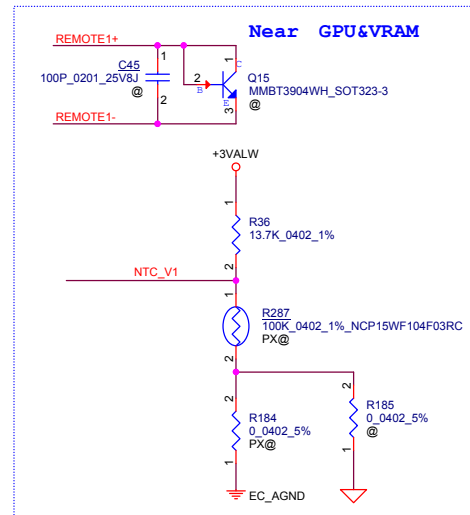 Near GPU&VRAM
REMOTE1+
C45
1
1
C
100P_0201_25V8J
2
B
Q15
MMBT3904WH_SOT323-3
@
2
E
3
@
REMOTE1-
+3VALW
1
R36
13.7K_0402_1%
2
NTC_V1
1
R287
100K_0402_1%_NCP15WF104F03RC
PX@
2
2
2
R184
0_0402_5%
PX@
R185
0_0402_5%
@
1
1
EC_AGND